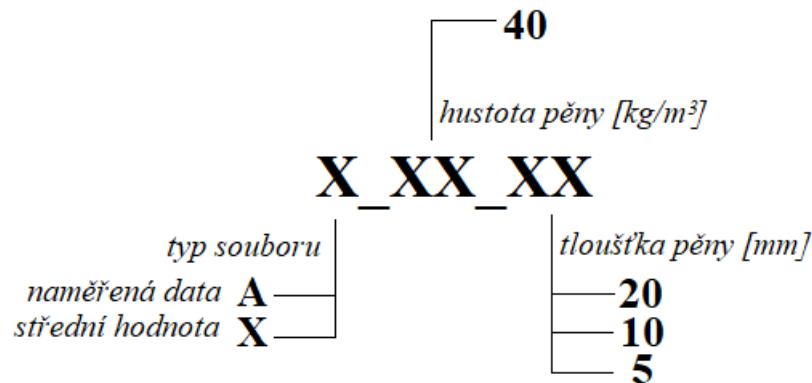 40
hustota pěny [kg/m³]
X_XX_XX
typ souboru
naměřená data A
střední hodnota X
tloušťka pěny [mm]
20
10
5